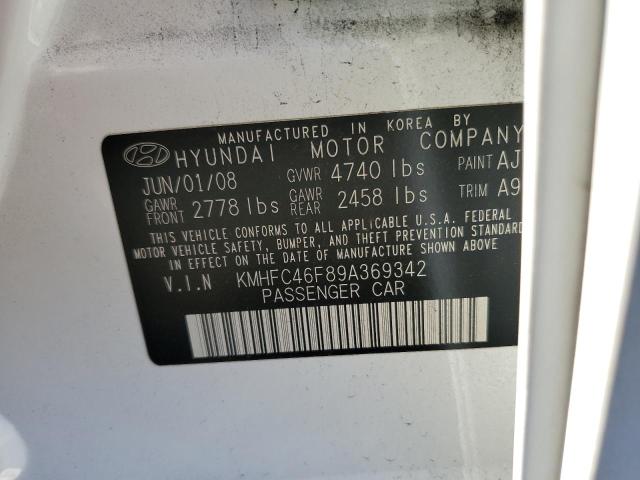 MANUFACTURED IN KOREA BY
HYUNDAI MOTOR COMPANY
JUN/01/08 GVWR 4740 lbs PAINT AJ
GAWR FRONT 2778 lbs GAWR REAR 2458 lbs TRIM A9
THIS VEHICLE CONFORMS TO ALL APPLICABLE U.S.A. FEDERAL
MOTOR VEHICLE SAFETY, BUMPER, AND THEFT PREVENTION STANDARD
IN EFFECT ON THE DATE OF MANUFACTURE SHOWN ABOVE
V.I.N KMHFC46F89A369342
PASSENGER CAR